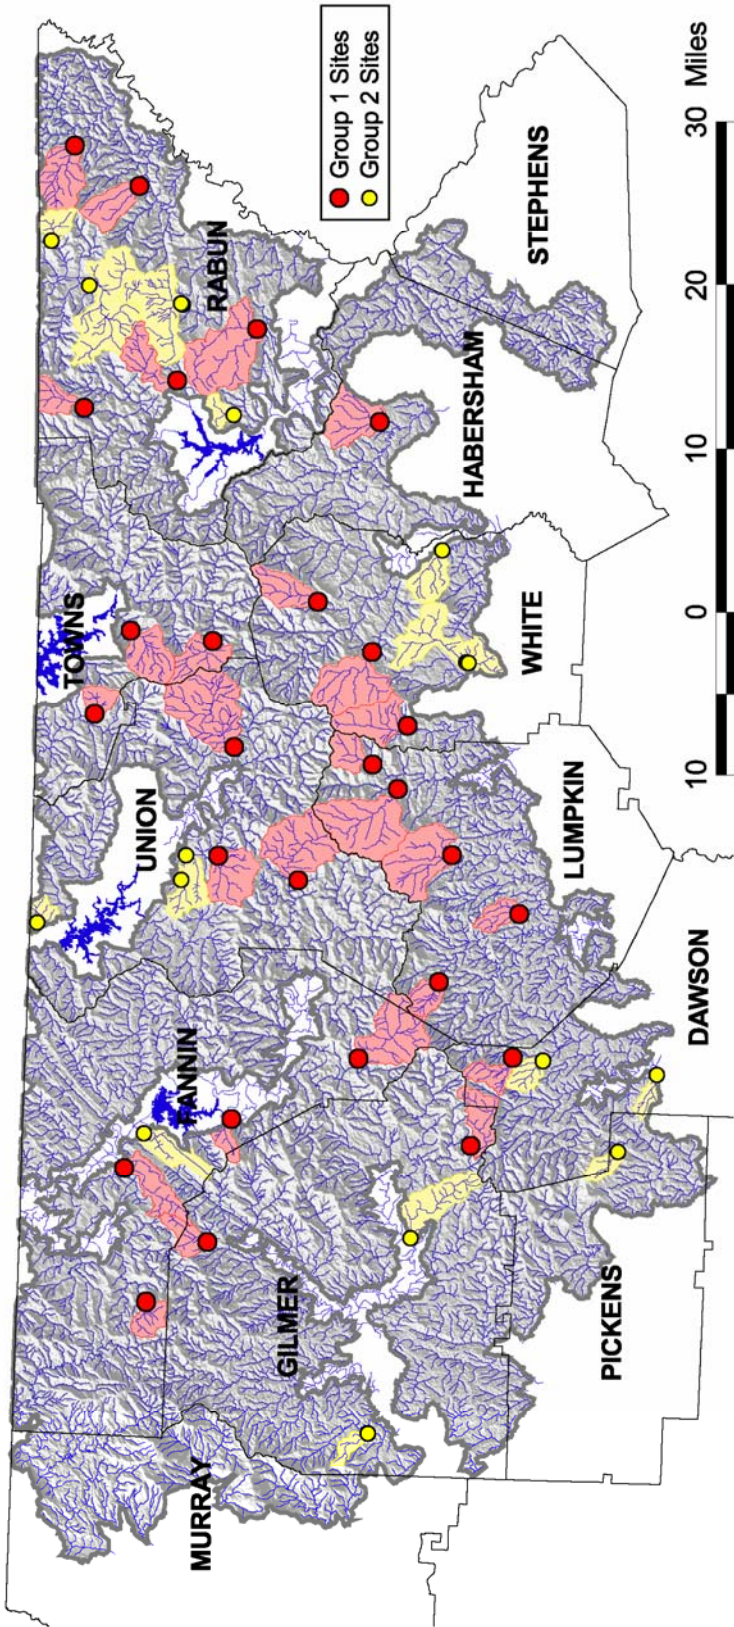 MURRAY
GILMER
FANNIN
UNION
TOWNS
RABUN
PICKENS
DAWSON
LUMPKIN
WHITE
HABERSHAM
STEPHENS
Group 1 Sites
Group 2 Sites
10 0 10 20 30 Miles